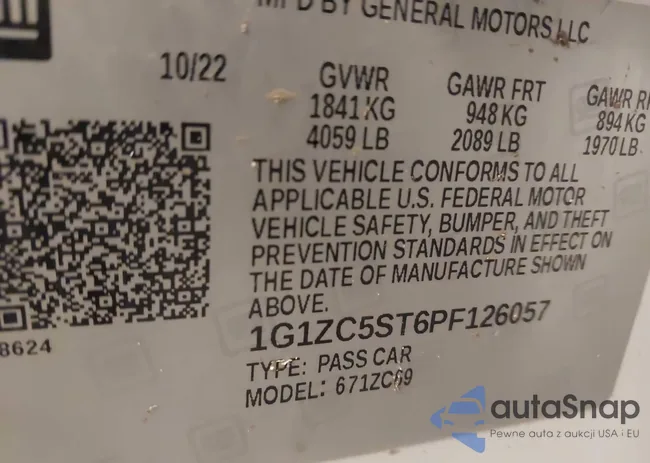 MFD BY GENERAL MOTORS LLC
10/22
GVWR
1841 KG
4059 LB
GAWR FRT
948 KG
2089 LB
GAWR
894 KG
1970 LB
THIS VEHICLE CONFORMS TO ALL
APPLICABLE U.S. FEDERAL MOTOR
VEHICLE SAFETY, BUMPER, AND THEFT
PREVENTION STANDARDS IN EFFECT ON
THE DATE OF MANUFACTURE SHOWN
ABOVE.
1G1ZC5ST6PF126057
TYPE: PASS CAR
MODEL: 671ZC69
8624
autaSnap
Pewne auta z aukcji USA i EU